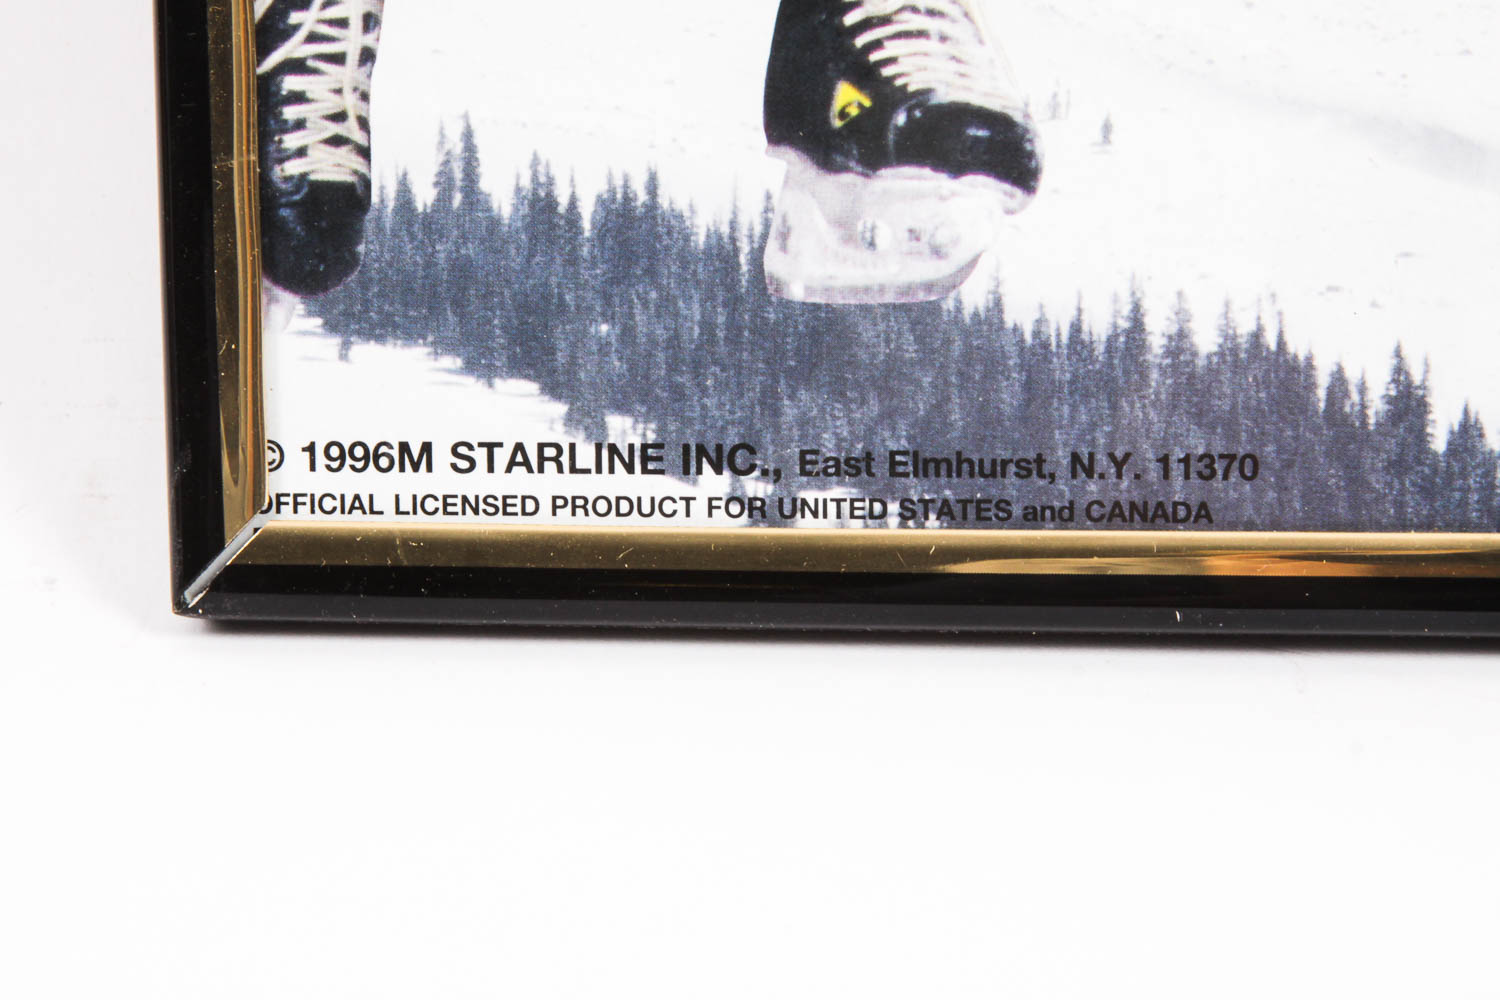 © 1996M STARLINE INC., East Elmhurst, N.Y. 11370
OFFICIAL LICENSED PRODUCT FOR UNITED STATES and CANADA